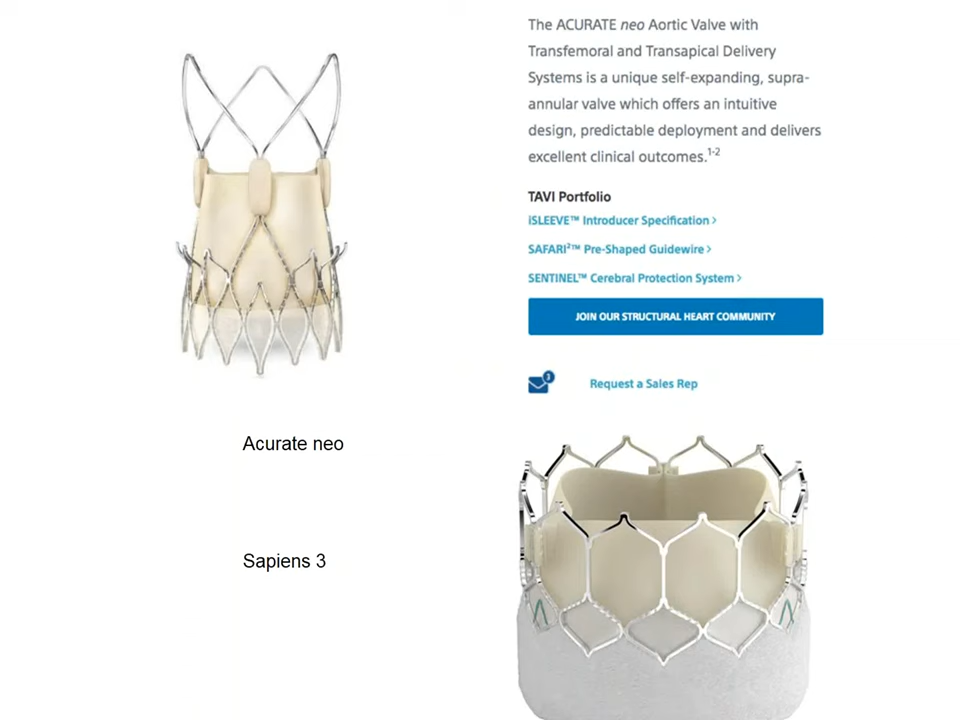 The ACURATE neo Aortic Valve with
Transfemoral and Transapical Delivery
Systems is a unique self-expanding, supra-
annular valve which offers an intuitive
design, predictable deployment and delivers
excellent clinical outcomes.1-2
TAVI Portfolio
iSLEEVE™ Introducer Specification >
SAFARI²™ Pre-Shaped Guidewire >
SENTINEL™ Cerebral Protection System >
JOIN OUR STRUCTURAL HEART COMMUNITY
Request a Sales Rep
Acurate neo
Sapiens 3